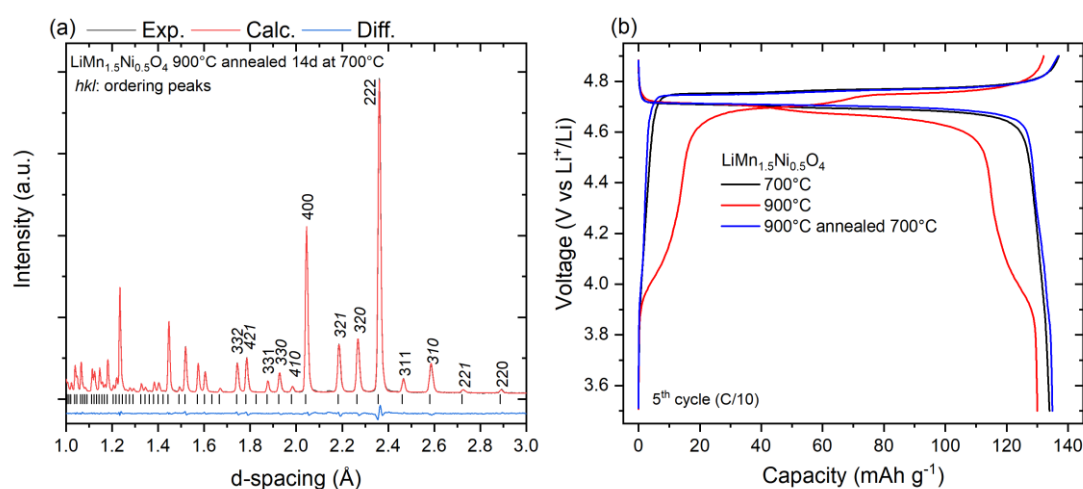 (a)
Exp. Calc. Diff.
LiMn1.5Ni0.5O4 900°C annealed 14d at 700°C
hkl: ordering peaks
222
400
332
421
331
330
410
321
320
311
310
221
220
Intensity (a.u.)
1.0 1.2 1.4 1.6 1.8 2.0 2.2 2.4 2.6 2.8 3.0
d-spacing (Å)
(b)
4.8
4.6
4.4
4.2
4.0
3.8
3.6
Voltage (V vs Li+/Li)
LiMn1.5Ni0.5O4
700°C
900°C
900°C annealed 700°C
5th cycle (C/10)
0 20 40 60 80 100 120 140
Capacity (mAh g-1)